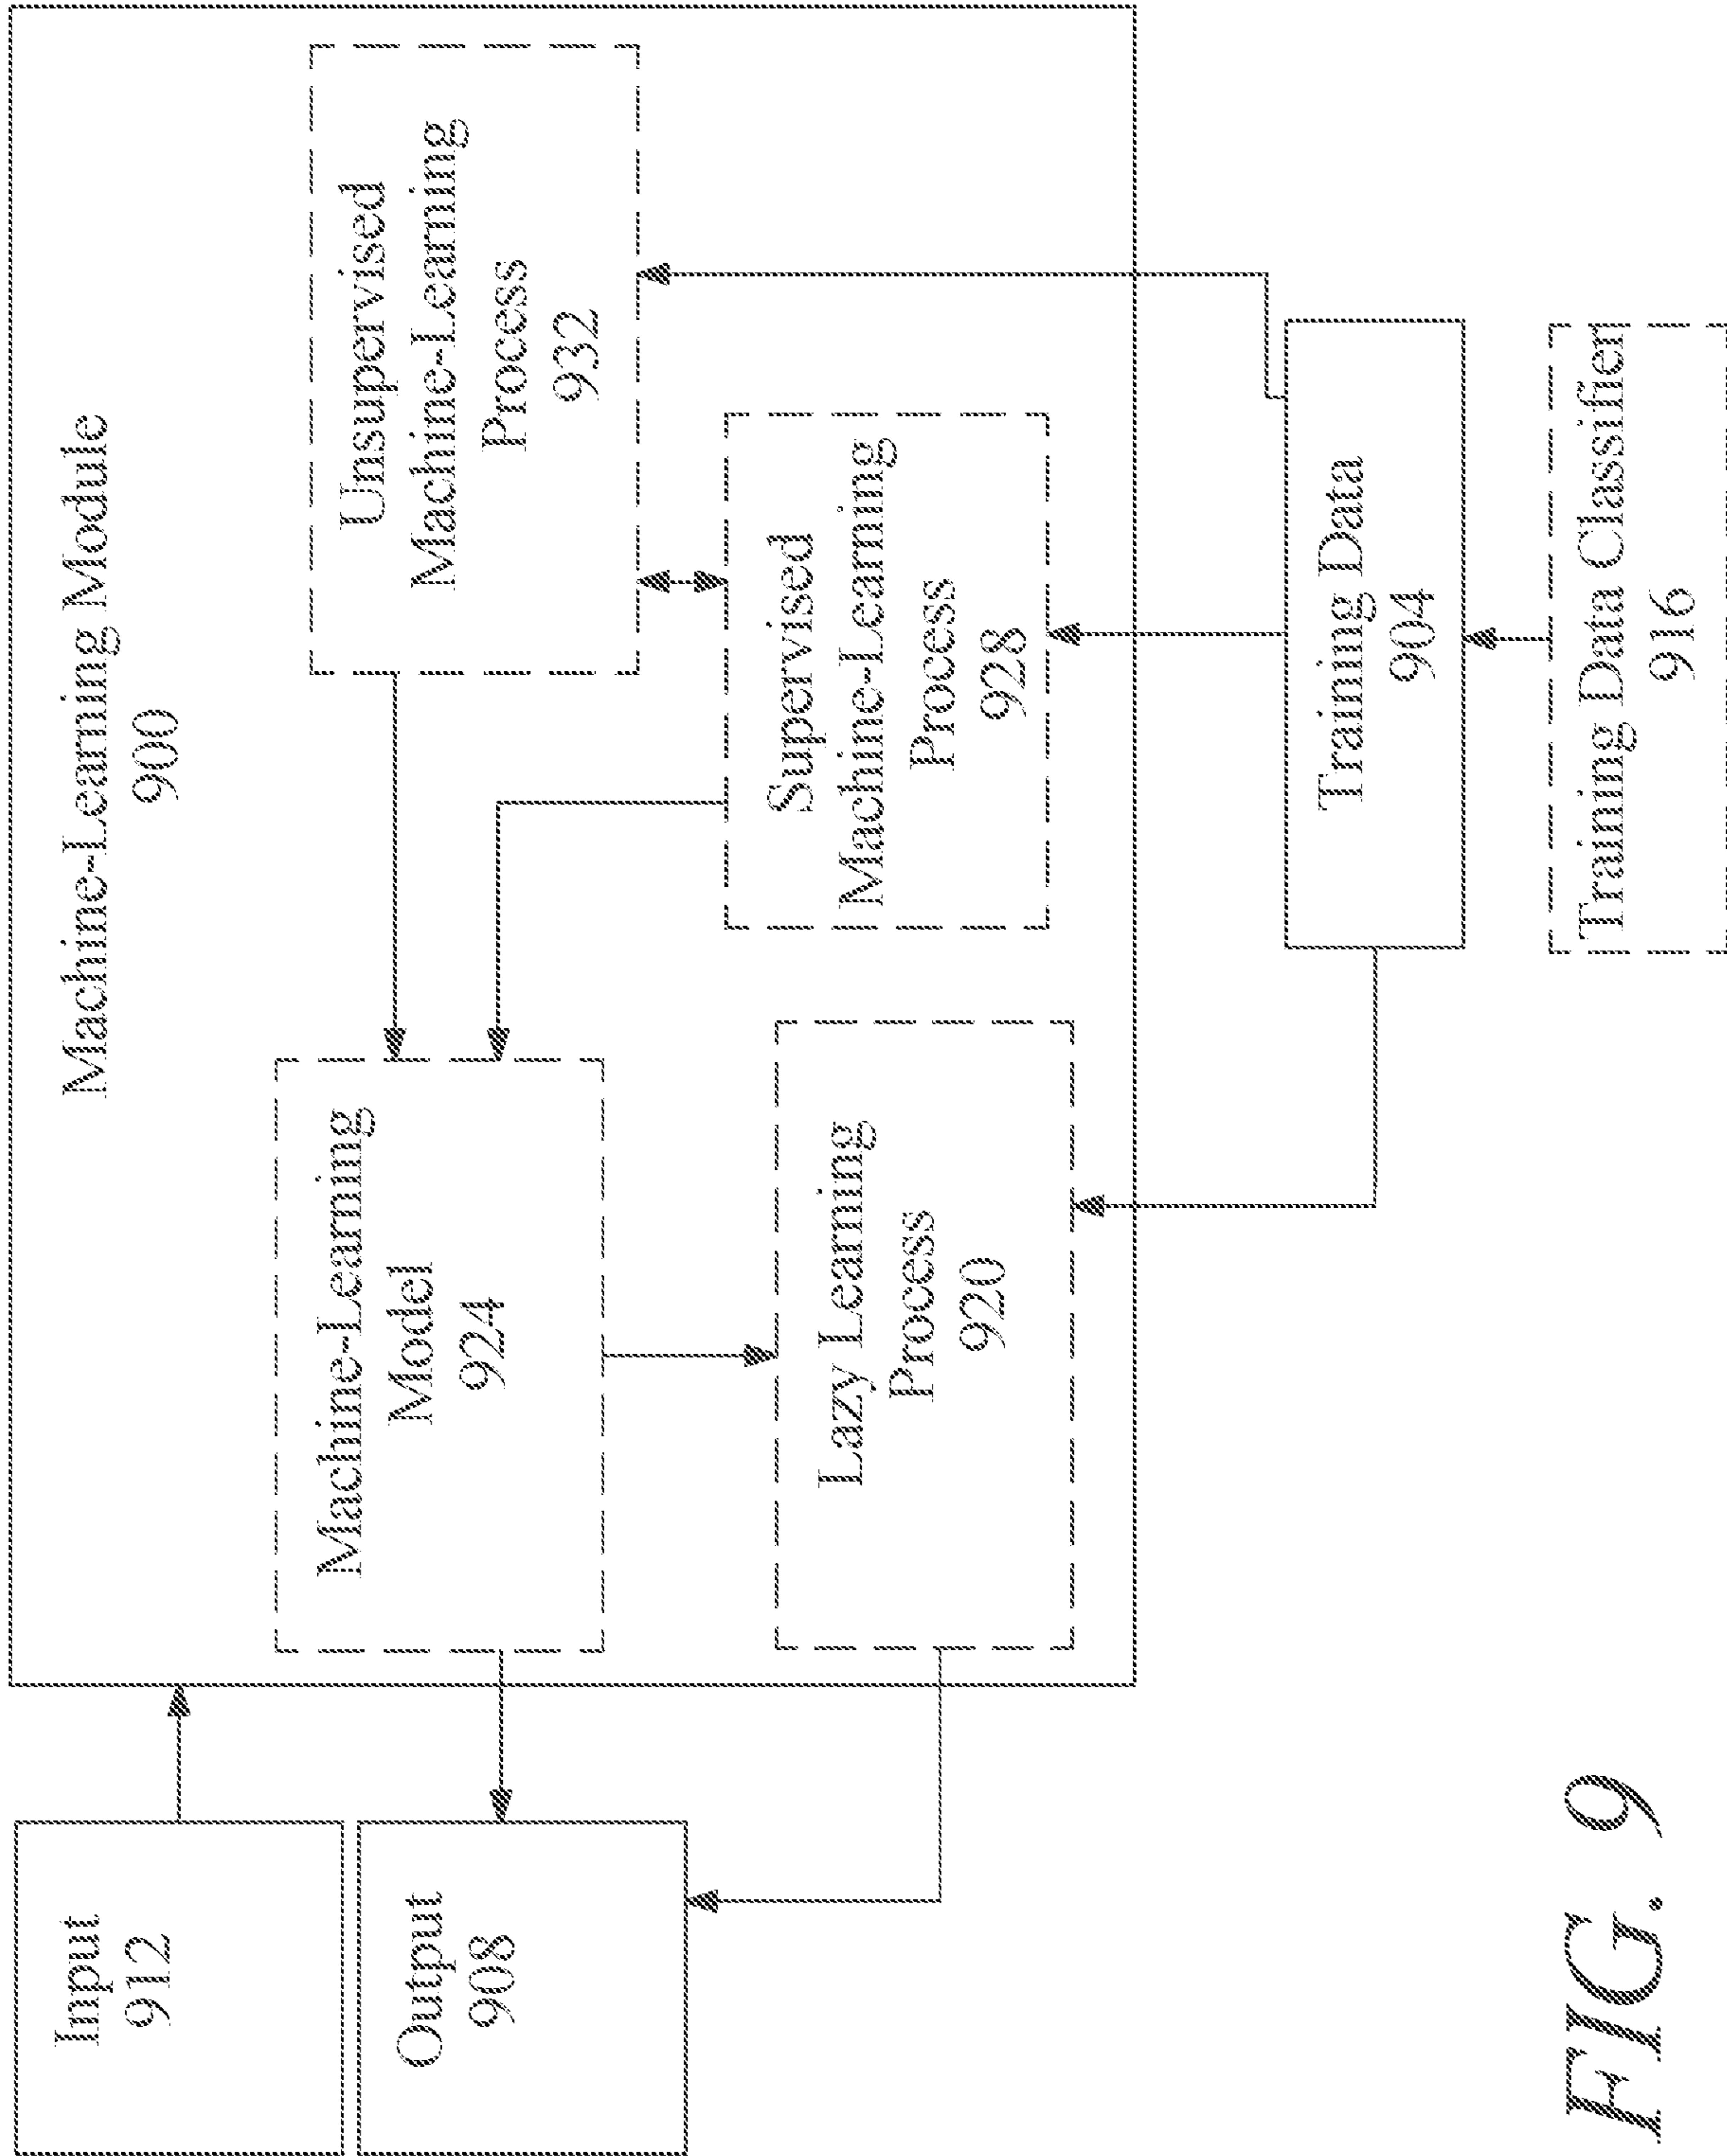 Machine-Learning Module
900
Input
912
Output
908
Machine-Learning
Model
924
Unsupervised
Machine-Learning
Process
932
Lazy Learning
Process
920
Supervised
Machine-Learning
Process
928
Training Data
904
Training Data Classifier
916
FIG. 9